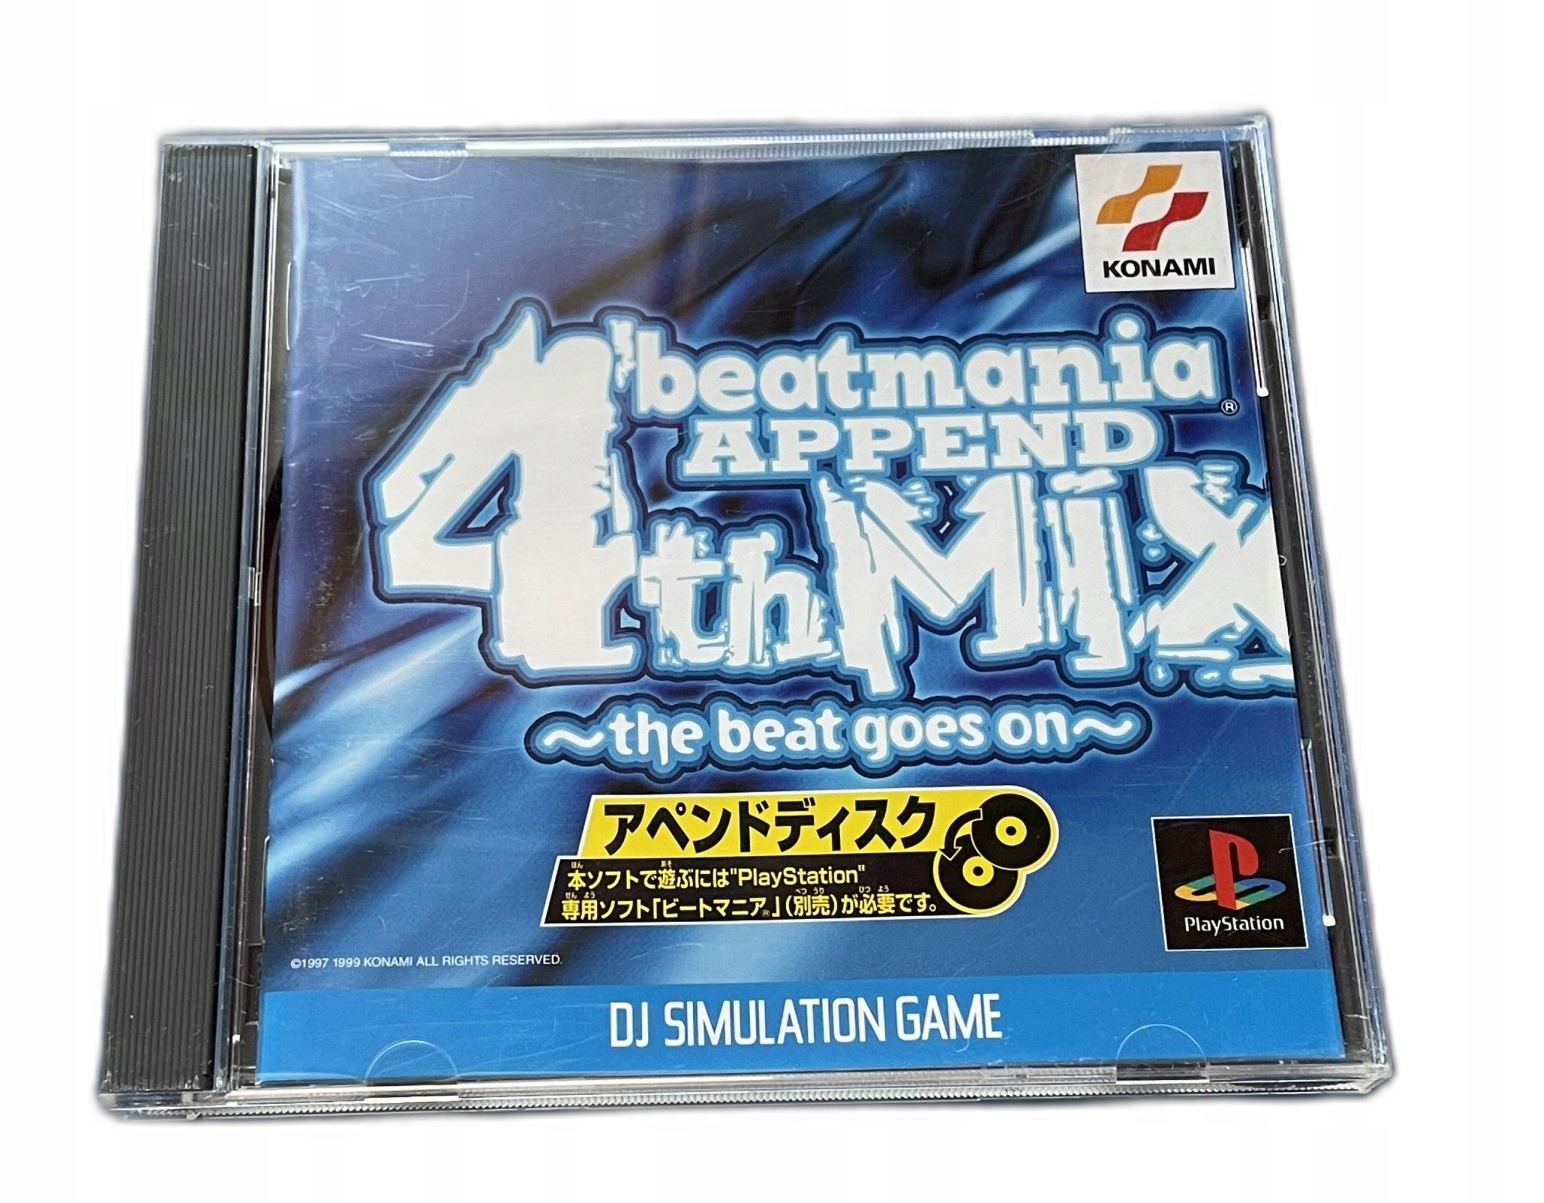 KONAMI
beatmania®
APPEND
4th MiX
～the beat goes on～
アペンドディスク
本ソフトで遊ぶには"PlayStation"
専用ソフト「ビートマニア®」(別売)が必要です。
PlayStation
©1997 1999 KONAMI ALL RIGHTS RESERVED.
DJ SIMULATION GAME